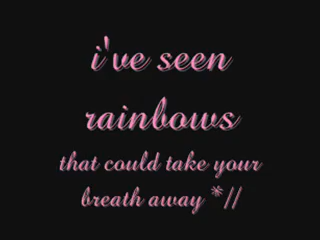 i've seen
rainbows
that could take your
breath away *//